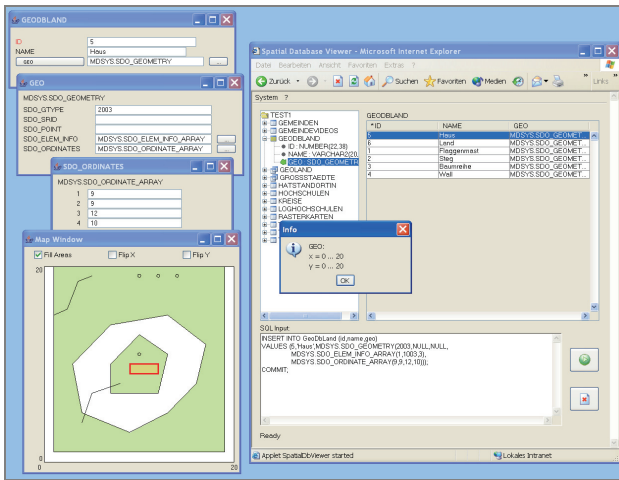 GEODBLAND
ID 5
NAME Haus
GEO MDSYS.SDO_GEOMETRY ...
GEO
MDSYS.SDO_GEOMETRY
SDO_GTYPE 2003
SDO_SRID
SDO_POINT
SDO_ELEM_INFO MDSYS.SDO_ELEM_INFO_ARRAY ...
SDO_ORDINATES MDSYS.SDO_ORDINATE_ARRAY ...
SDO_ORDINATES
MDSYS.SDO_ORDINATE_ARRAY
1 9
2 9
3 12
4 10
Map Window
Fill Areas Flip X Flip Y
20
0
0 20
Spatial Database Viewer - Microsoft Internet Explorer
Datei Bearbeiten Ansicht Favoriten Extras ?
Zurück Suchen Favoriten Medien Links
System ?
TEST1
GEMEINDEN
GEMEINDEVIDEOS
GEODBLAND
ID : NUMBER(22,38)
NAME : VARCHAR2(20
GEO : SDO_GEOMETR
GEOLAND
GROSSSTAEDTE
HATSTANDORTIN
HOCHSCHULEN
KREISE
LOGHOCHSCHULEN
RASTERKARTEN
GEODBLAND
*ID NAME GEO
5 Haus MDSYS.SDO_GEOMET...
6 Land MDSYS.SDO_GEOMET...
1 Flaggenmast MDSYS.SDO_GEOMET...
2 Steg MDSYS.SDO_GEOMET...
3 Baumreihe MDSYS.SDO_GEOMET...
4 Wall MDSYS.SDO_GEOMET...
Info
GEO:
x = 0 ... 20
y = 0 ... 20
OK
SQL Input:
INSERT INTO GeoDbLand (id,name,geo)
VALUES (5,'Haus',MDSYS.SDO_GEOMETRY(2003,NULL,NULL,
MDSYS.SDO_ELEM_INFO_ARRAY(1,1003,3),
MDSYS.SDO_ORDINATE_ARRAY(9,9,12,10)));
COMMIT;
Ready
Applet SpatialDbViewer started Lokales Intranet